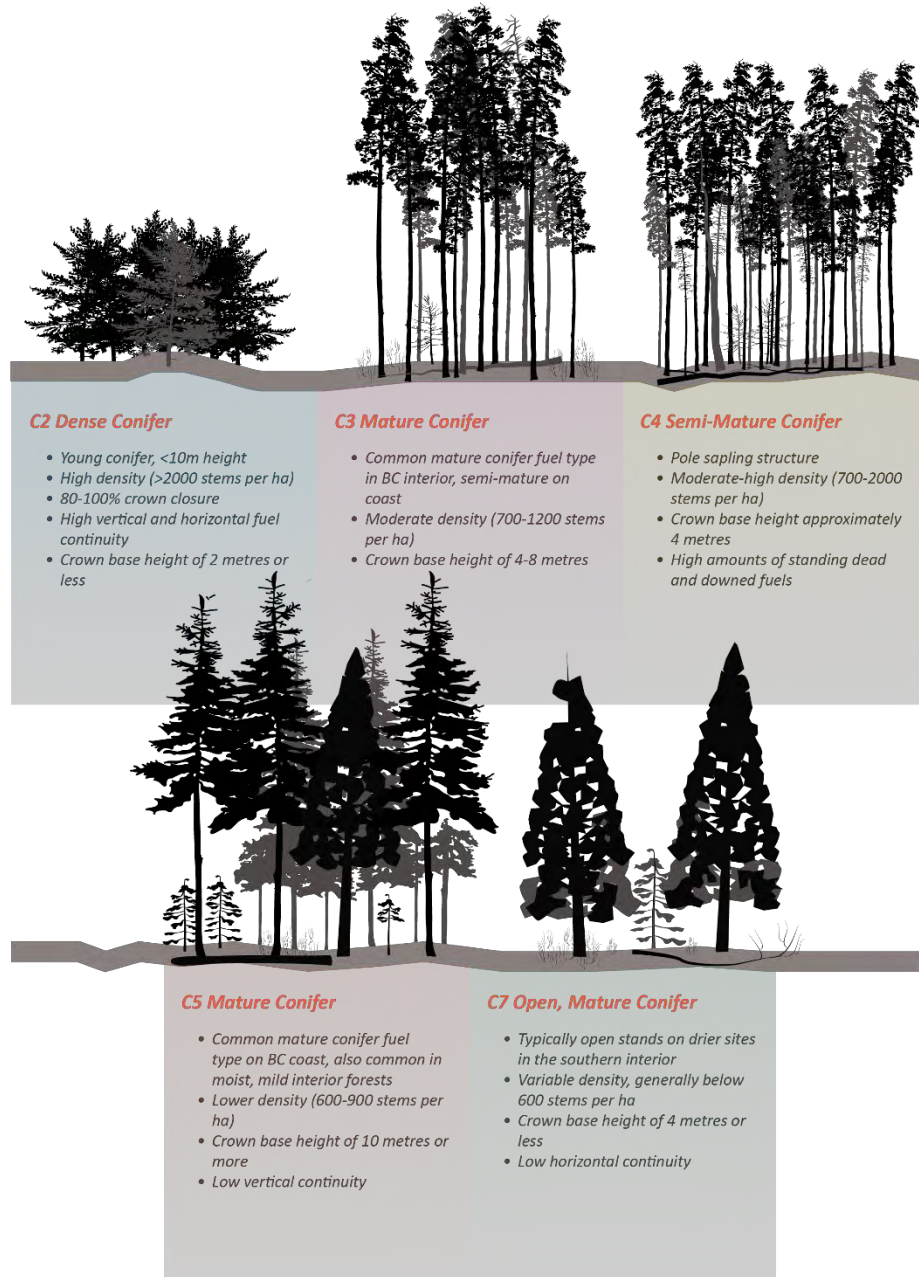 C2 Dense Conifer
• Young conifer, <10m height
• High density (>2000 stems per ha)
• 80-100% crown closure
• High vertical and horizontal fuel
continuity
• Crown base height of 2 metres or
less
C3 Mature Conifer
• Common mature conifer fuel type
in BC interior, semi-mature on
coast
• Moderate density (700-1200 stems
per ha)
• Crown base height of 4-8 metres
C4 Semi-Mature Conifer
• Pole sapling structure
• Moderate-high density (700-2000
stems per ha)
• Crown base height approximately
4 metres
• High amounts of standing dead
and downed fuels
C5 Mature Conifer
• Common mature conifer fuel
type on BC coast, also common in
moist, mild interior forests
• Lower density (600-900 stems per
ha)
• Crown base height of 10 metres or
more
• Low vertical continuity
C7 Open, Mature Conifer
• Typically open stands on drier sites
in the southern interior
• Variable density, generally below
600 stems per ha
• Crown base height of 4 metres or
less
• Low horizontal continuity